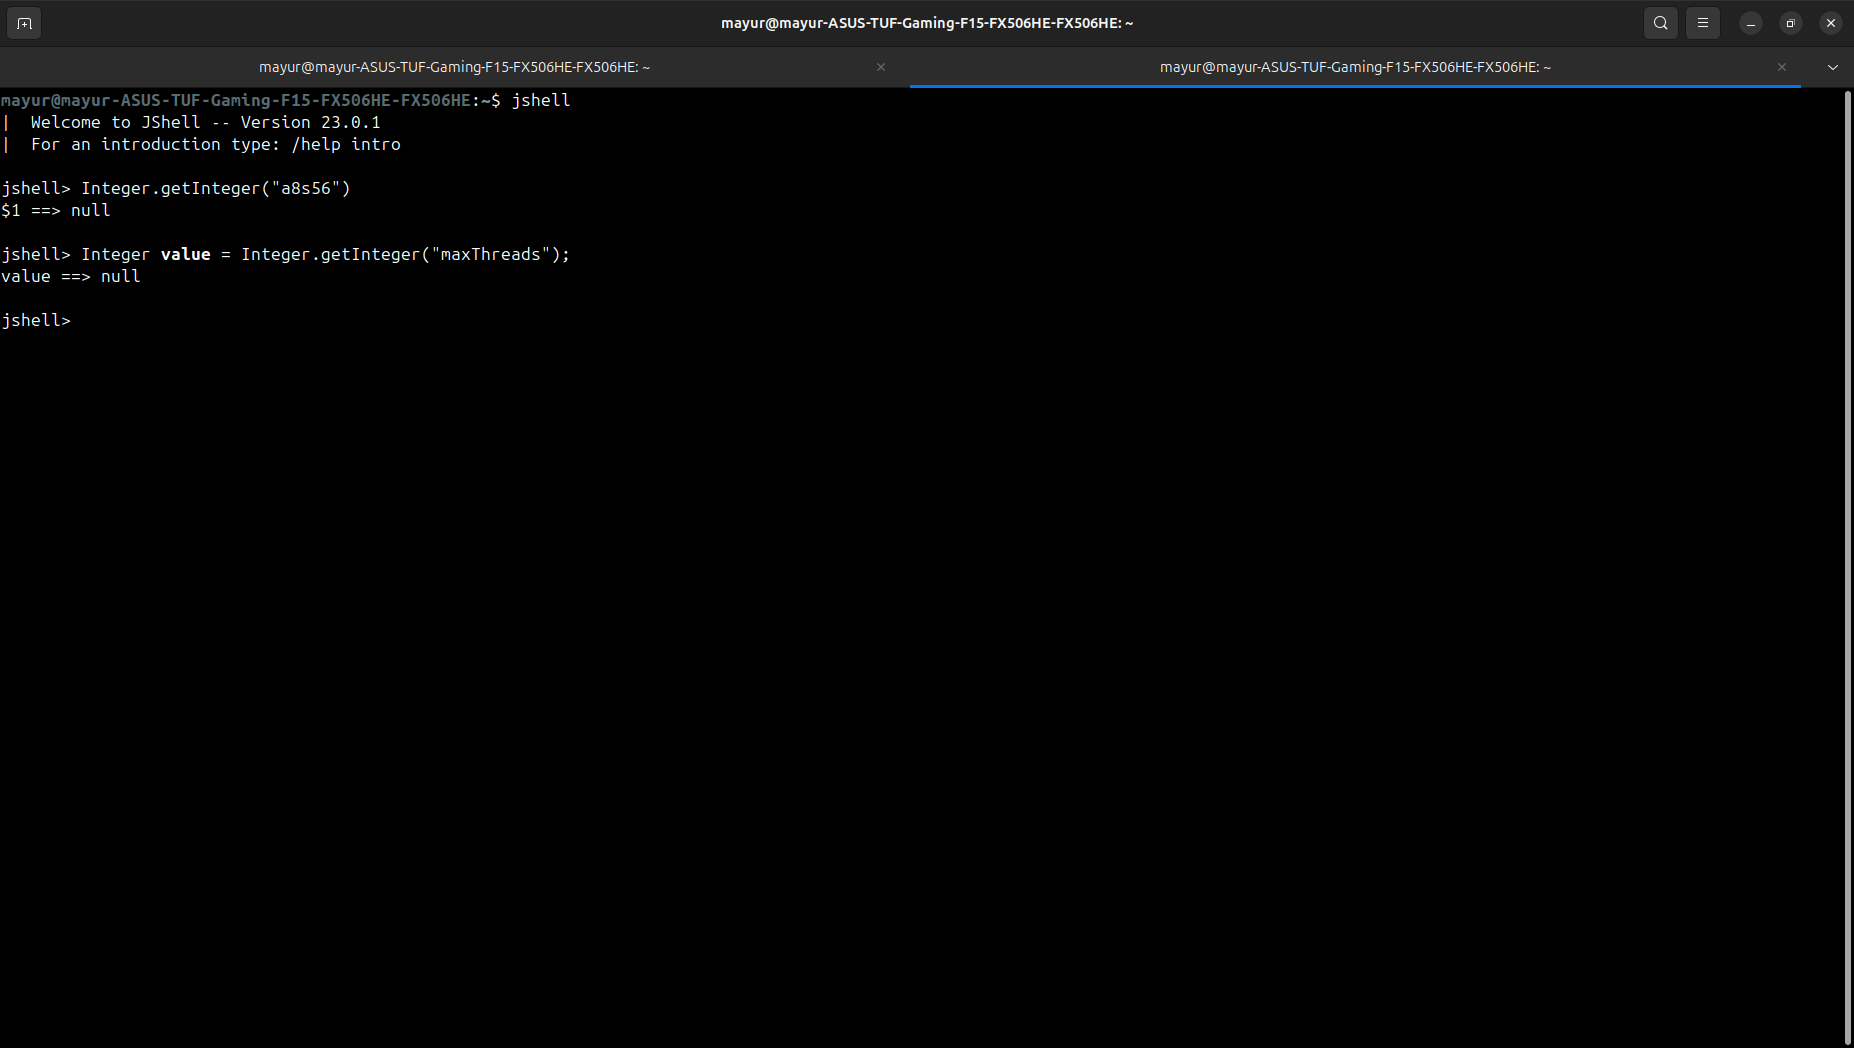 mayur@mayur-ASUS-TUF-Gaming-F15-FX506HE-FX506HE: ~
mayur@mayur-ASUS-TUF-Gaming-F15-FX506HE-FX506HE: ~
mayur@mayur-ASUS-TUF-Gaming-F15-FX506HE-FX506HE: ~
mayur@mayur-ASUS-TUF-Gaming-F15-FX506HE-FX506HE:~$ jshell
|  Welcome to JShell -- Version 23.0.1
|  For an introduction type: /help intro
jshell> Integer.getInteger("a8s56")
$1 ==> null
jshell> Integer value = Integer.getInteger("maxThreads");
value ==> null
jshell>